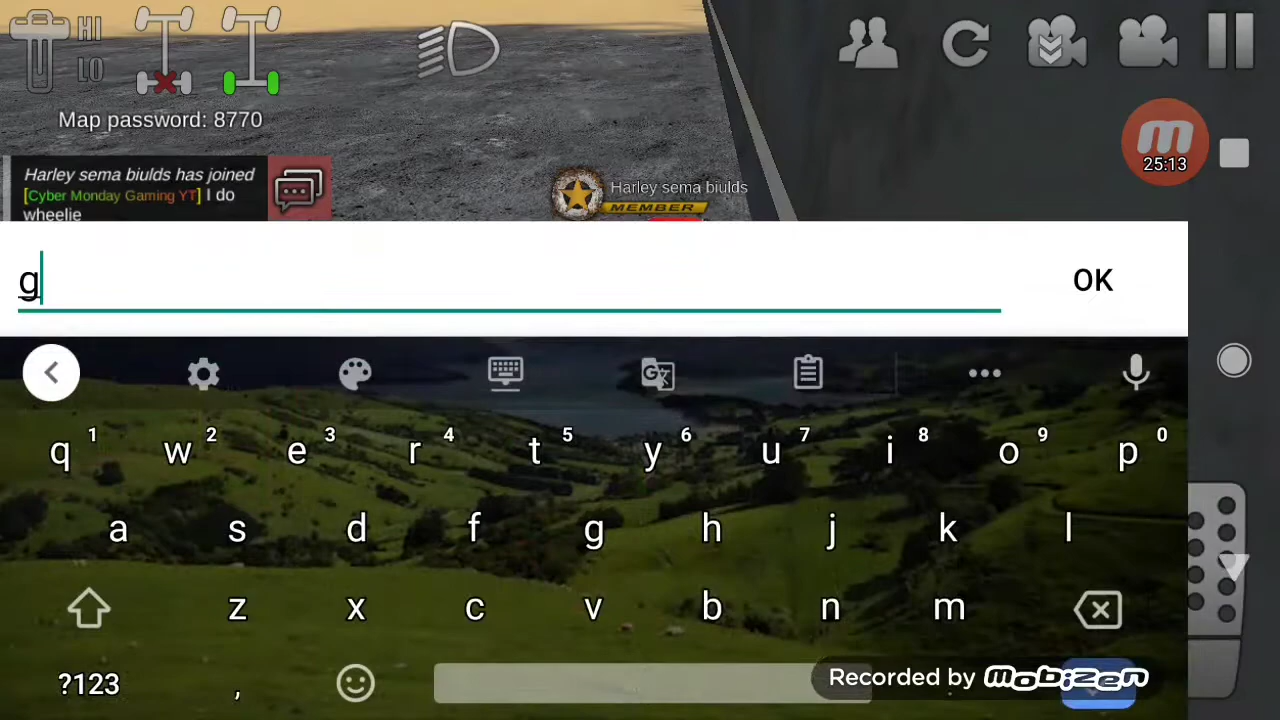 HI
LO
Map password: 8770
25:13
Harley sema biulds has joined
[Cyber Monday Gaming YT] I do
wheelie
Harley sema biulds
MEMBER
g
OK
q 1 w 2 e 3 r 4 t 5 y 6 u 7 i 8 o 9 p 0
a s d f g h j k l
z x c v b n m
?123 ,
Recorded by mobizen